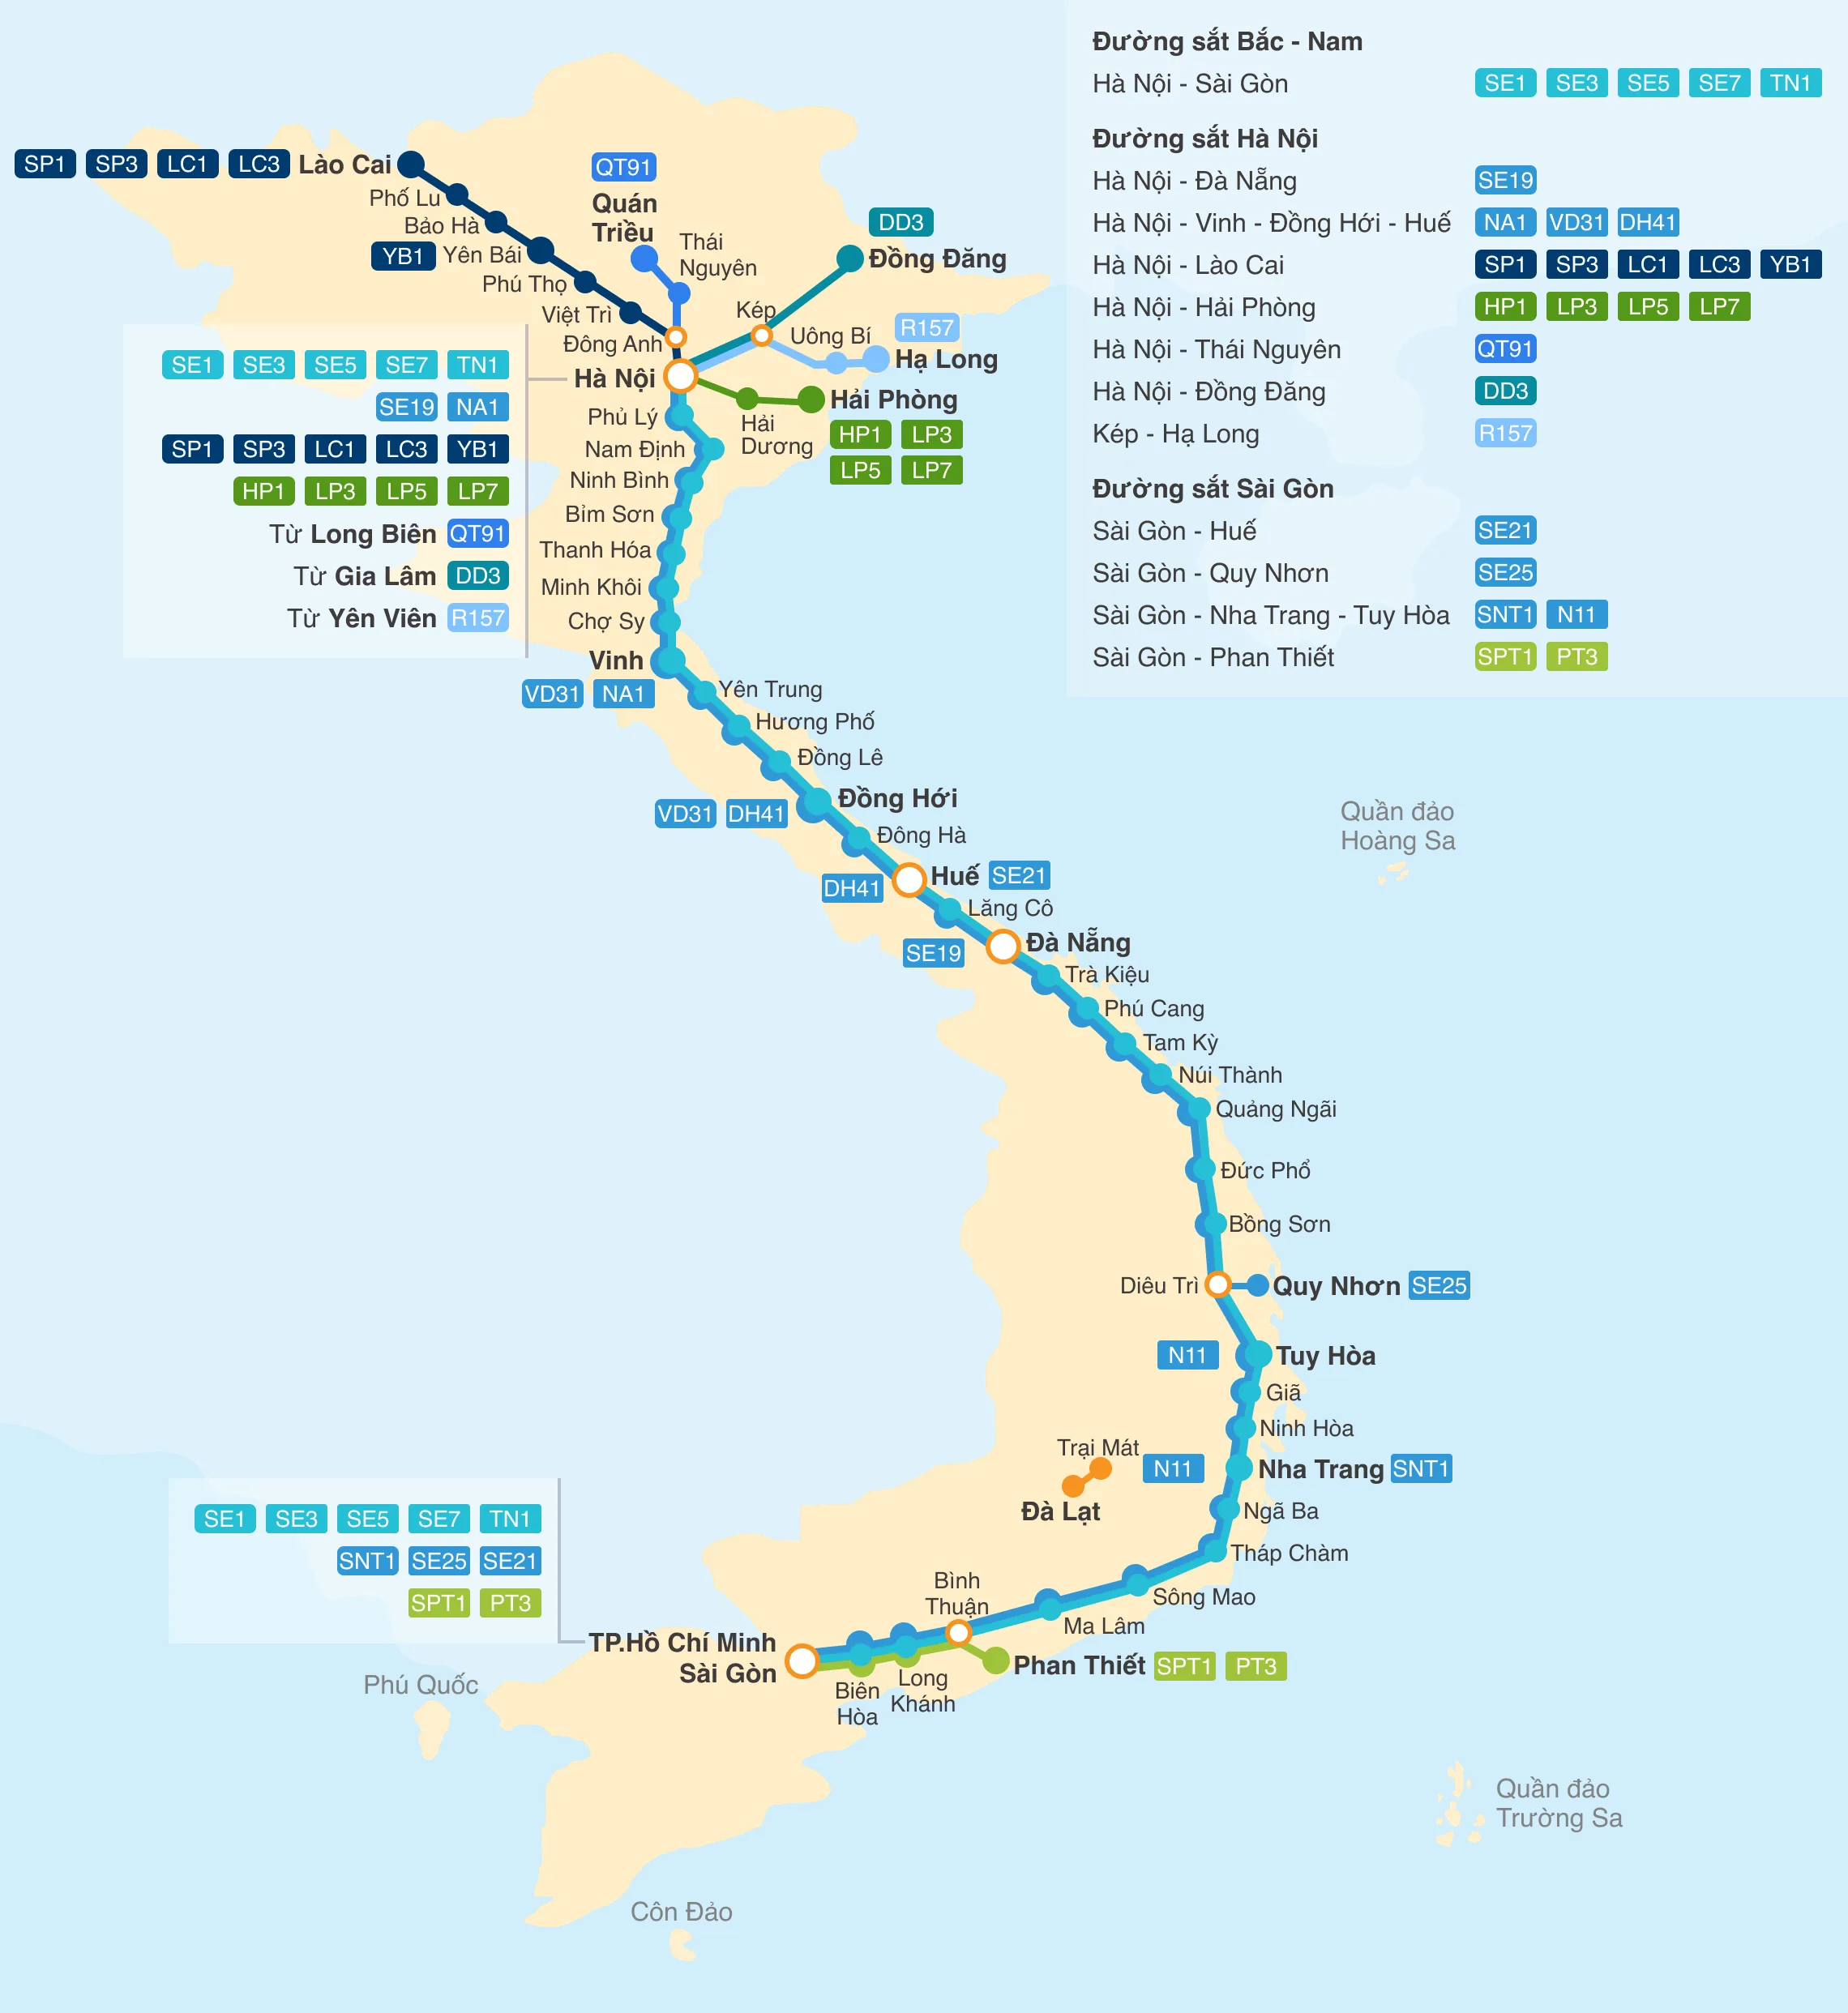 Đường sắt Bắc - Nam
Hà Nội - Sài Gòn SE1 SE3 SE5 SE7 TN1
Đường sắt Hà Nội
Hà Nội - Đà Nẵng SE19
Hà Nội - Vinh - Đồng Hới - Huế NA1 VD31 DH41
Hà Nội - Lào Cai SP1 SP3 LC1 LC3 YB1
Hà Nội - Hải Phòng HP1 LP3 LP5 LP7
Hà Nội - Thái Nguyên QT91
Hà Nội - Đồng Đăng DD3
Kép - Hạ Long R157
Đường sắt Sài Gòn
Sài Gòn - Huế SE21
Sài Gòn - Quy Nhơn SE25
Sài Gòn - Nha Trang - Tuy Hòa SNT1 N11
Sài Gòn - Phan Thiết SPT1 PT3
SP1 SP3 LC1 LC3 Lào Cai
Phố Lu
Bảo Hà
YB1 Yên Bái
Phú Thọ
Việt Trì
Đông Anh
QT91
Quán
Triều
Thái
Nguyên
DD3
Đồng Đăng
Kép
Uông Bí
R157
Hạ Long
Hà Nội
Hải Phòng
Hải
Dương
HP1 LP3
LP5 LP7
SE1 SE3 SE5 SE7 TN1
SE19 NA1
SP1 SP3 LC1 LC3 YB1
HP1 LP3 LP5 LP7
Từ Long Biên QT91
Từ Gia Lâm DD3
Từ Yên Viên R157
Phủ Lý
Nam Định
Ninh Bình
Bỉm Sơn
Thanh Hóa
Minh Khôi
Chợ Sy
Vinh
VD31 NA1
Yên Trung
Hương Phố
Đồng Lê
Đồng Hới
VD31 DH41
Đông Hà
Huế SE21
DH41
Lăng Cô
Đà Nẵng
SE19
Trà Kiệu
Phú Cang
Tam Kỳ
Núi Thành
Quảng Ngãi
Đức Phổ
Bồng Sơn
Diêu Trì
Quy Nhơn SE25
N11 Tuy Hòa
Giã
Ninh Hòa
N11 Nha Trang SNT1
Trại Mát
Đà Lạt
Ngã Ba
Tháp Chàm
Sông Mao
Ma Lâm
Bình
Thuận
Phan Thiết SPT1 PT3
Long
Khánh
Biên
Hòa
SE1 SE3 SE5 SE7 TN1
SNT1 SE25 SE21
SPT1 PT3
TP.Hồ Chí Minh
Sài Gòn
Quần đảo
Hoàng Sa
Phú Quốc
Quần đảo
Trường Sa
Côn Đảo